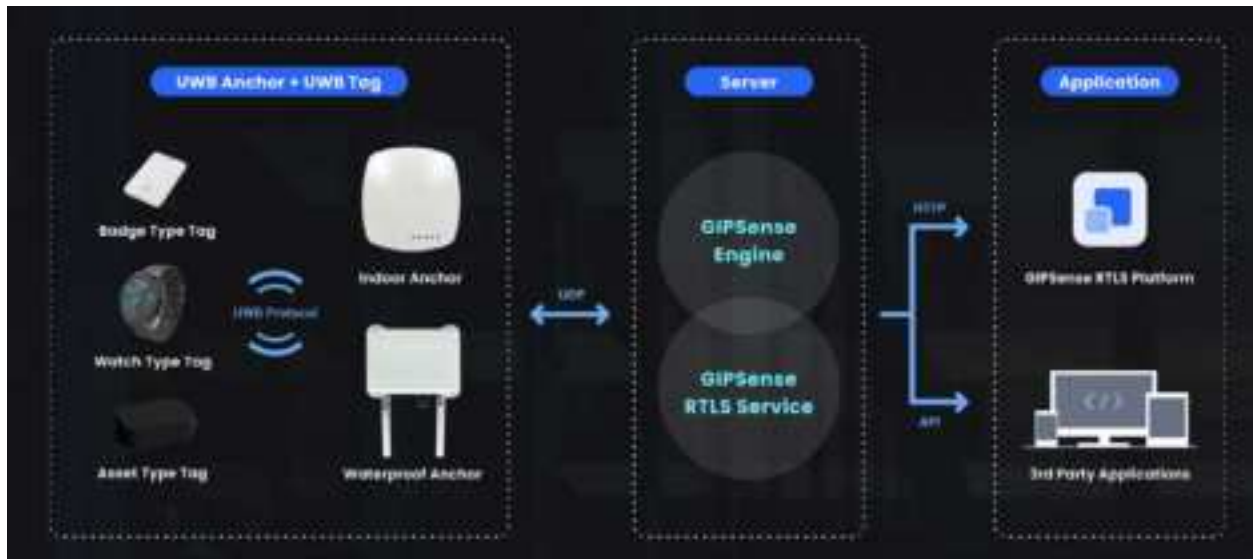 UWB Anchor + UWB Tag
Badge Type Tag
Watch Type Tag
Asset Type Tag
UWB Protocol
Indoor Anchor
Waterproof Anchor
UDP
Server
GIPSense
Engine
GIPSense
RTLS Service
HTTP
API
Application
GIPSense RTLS Platform
</>
3rd Party Applications